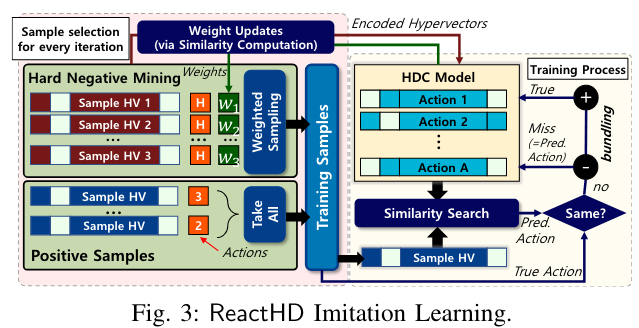 Sample selection
for every iteration
Weight Updates
(via Similarity Computation)
Encoded Hypervectors
Hard Negative Mining
Weights
Sample HV 1
H
w₁
Sample HV 2
H
w₂
...
...
...
Sample HV 3
H
w₃
Weighted
Sampling
Sample HV
3
...
Sample HV
2
Take
All
Actions
Positive Samples
Training Samples
HDC Model
Action 1
Action 2
Action A
Training Process
True
+
Miss
(=Pred.
Action)
-
bundling
no
Similarity Search
Same?
Pred.
Action
Sample HV
True Action
Fig. 3: ReactHD Imitation Learning.